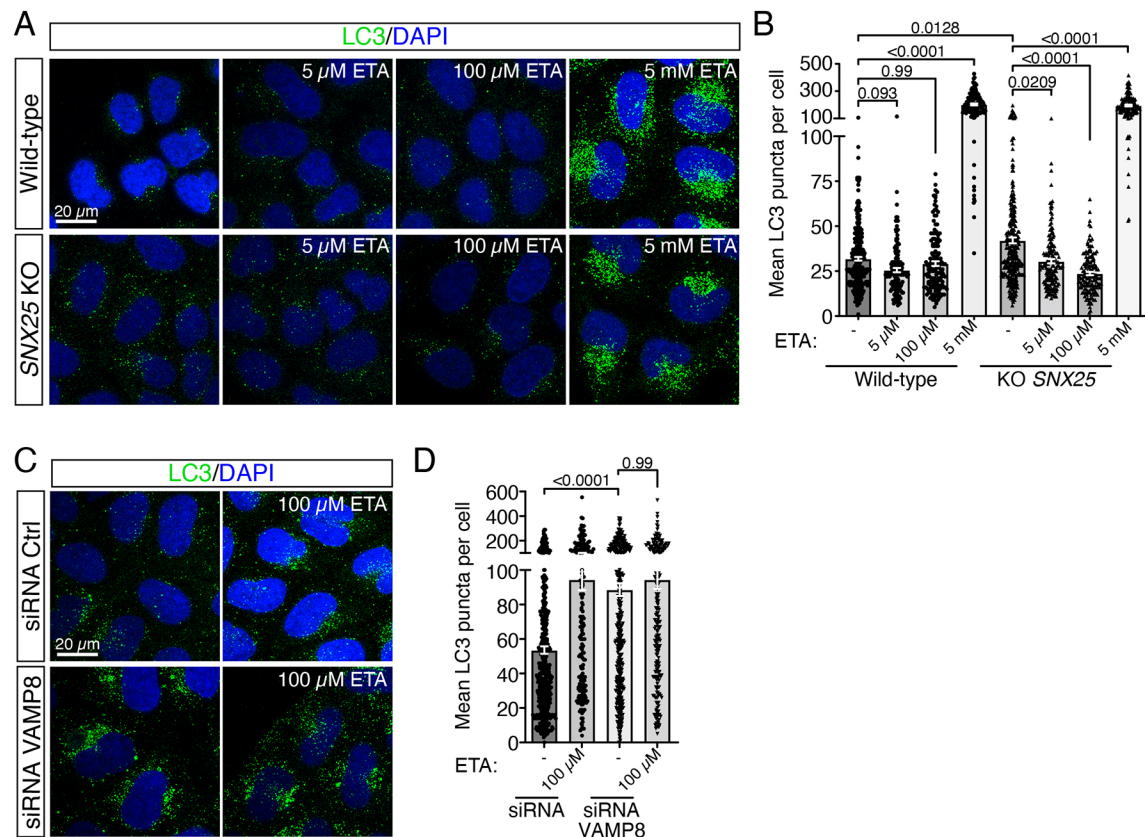 A
LC3/DAPI
Wild-type
5 µM ETA
100 µM ETA
5 mM ETA
20 µm
SNX25 KO
5 µM ETA
100 µM ETA
5 mM ETA
B
0.0128
<0.0001
<0.0001
0.99
<0.0001
0.093
0.0209
Mean LC3 puncta per cell
500
300
100
100
75
50
25
0
ETA:
-
5 µM
100 µM
5 mM
-
5 µM
100 µM
5 mM
Wild-type
KO SNX25
C
LC3/DAPI
siRNA Ctrl
100 µM ETA
20 µm
siRNA VAMP8
100 µM ETA
D
0.99
<0.0001
Mean LC3 puncta per cell
600
400
200
100
80
60
40
20
0
ETA:
-
100 µM
-
100 µM
siRNA
siRNA
VAMP8